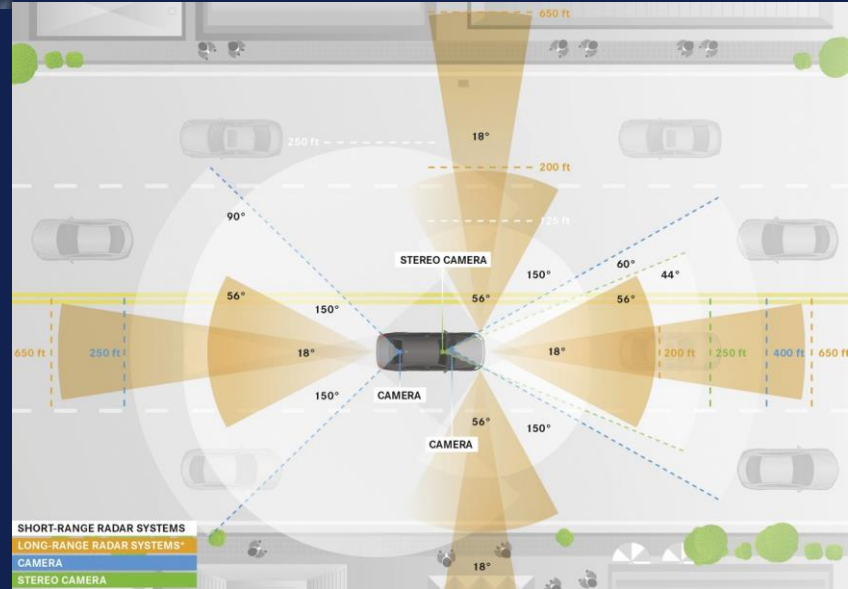 650 ft
18°
250 ft
200 ft
90°
125 ft
STEREO CAMERA
150°
60°
44°
56°
56°
56°
150°
18°
18°
650 ft
250 ft
200 ft
250 ft
400 ft
650 ft
150°
CAMERA
56°
150°
CAMERA
SHORT-RANGE RADAR SYSTEMS
LONG-RANGE RADAR SYSTEMS*
CAMERA
STEREO CAMERA
18°